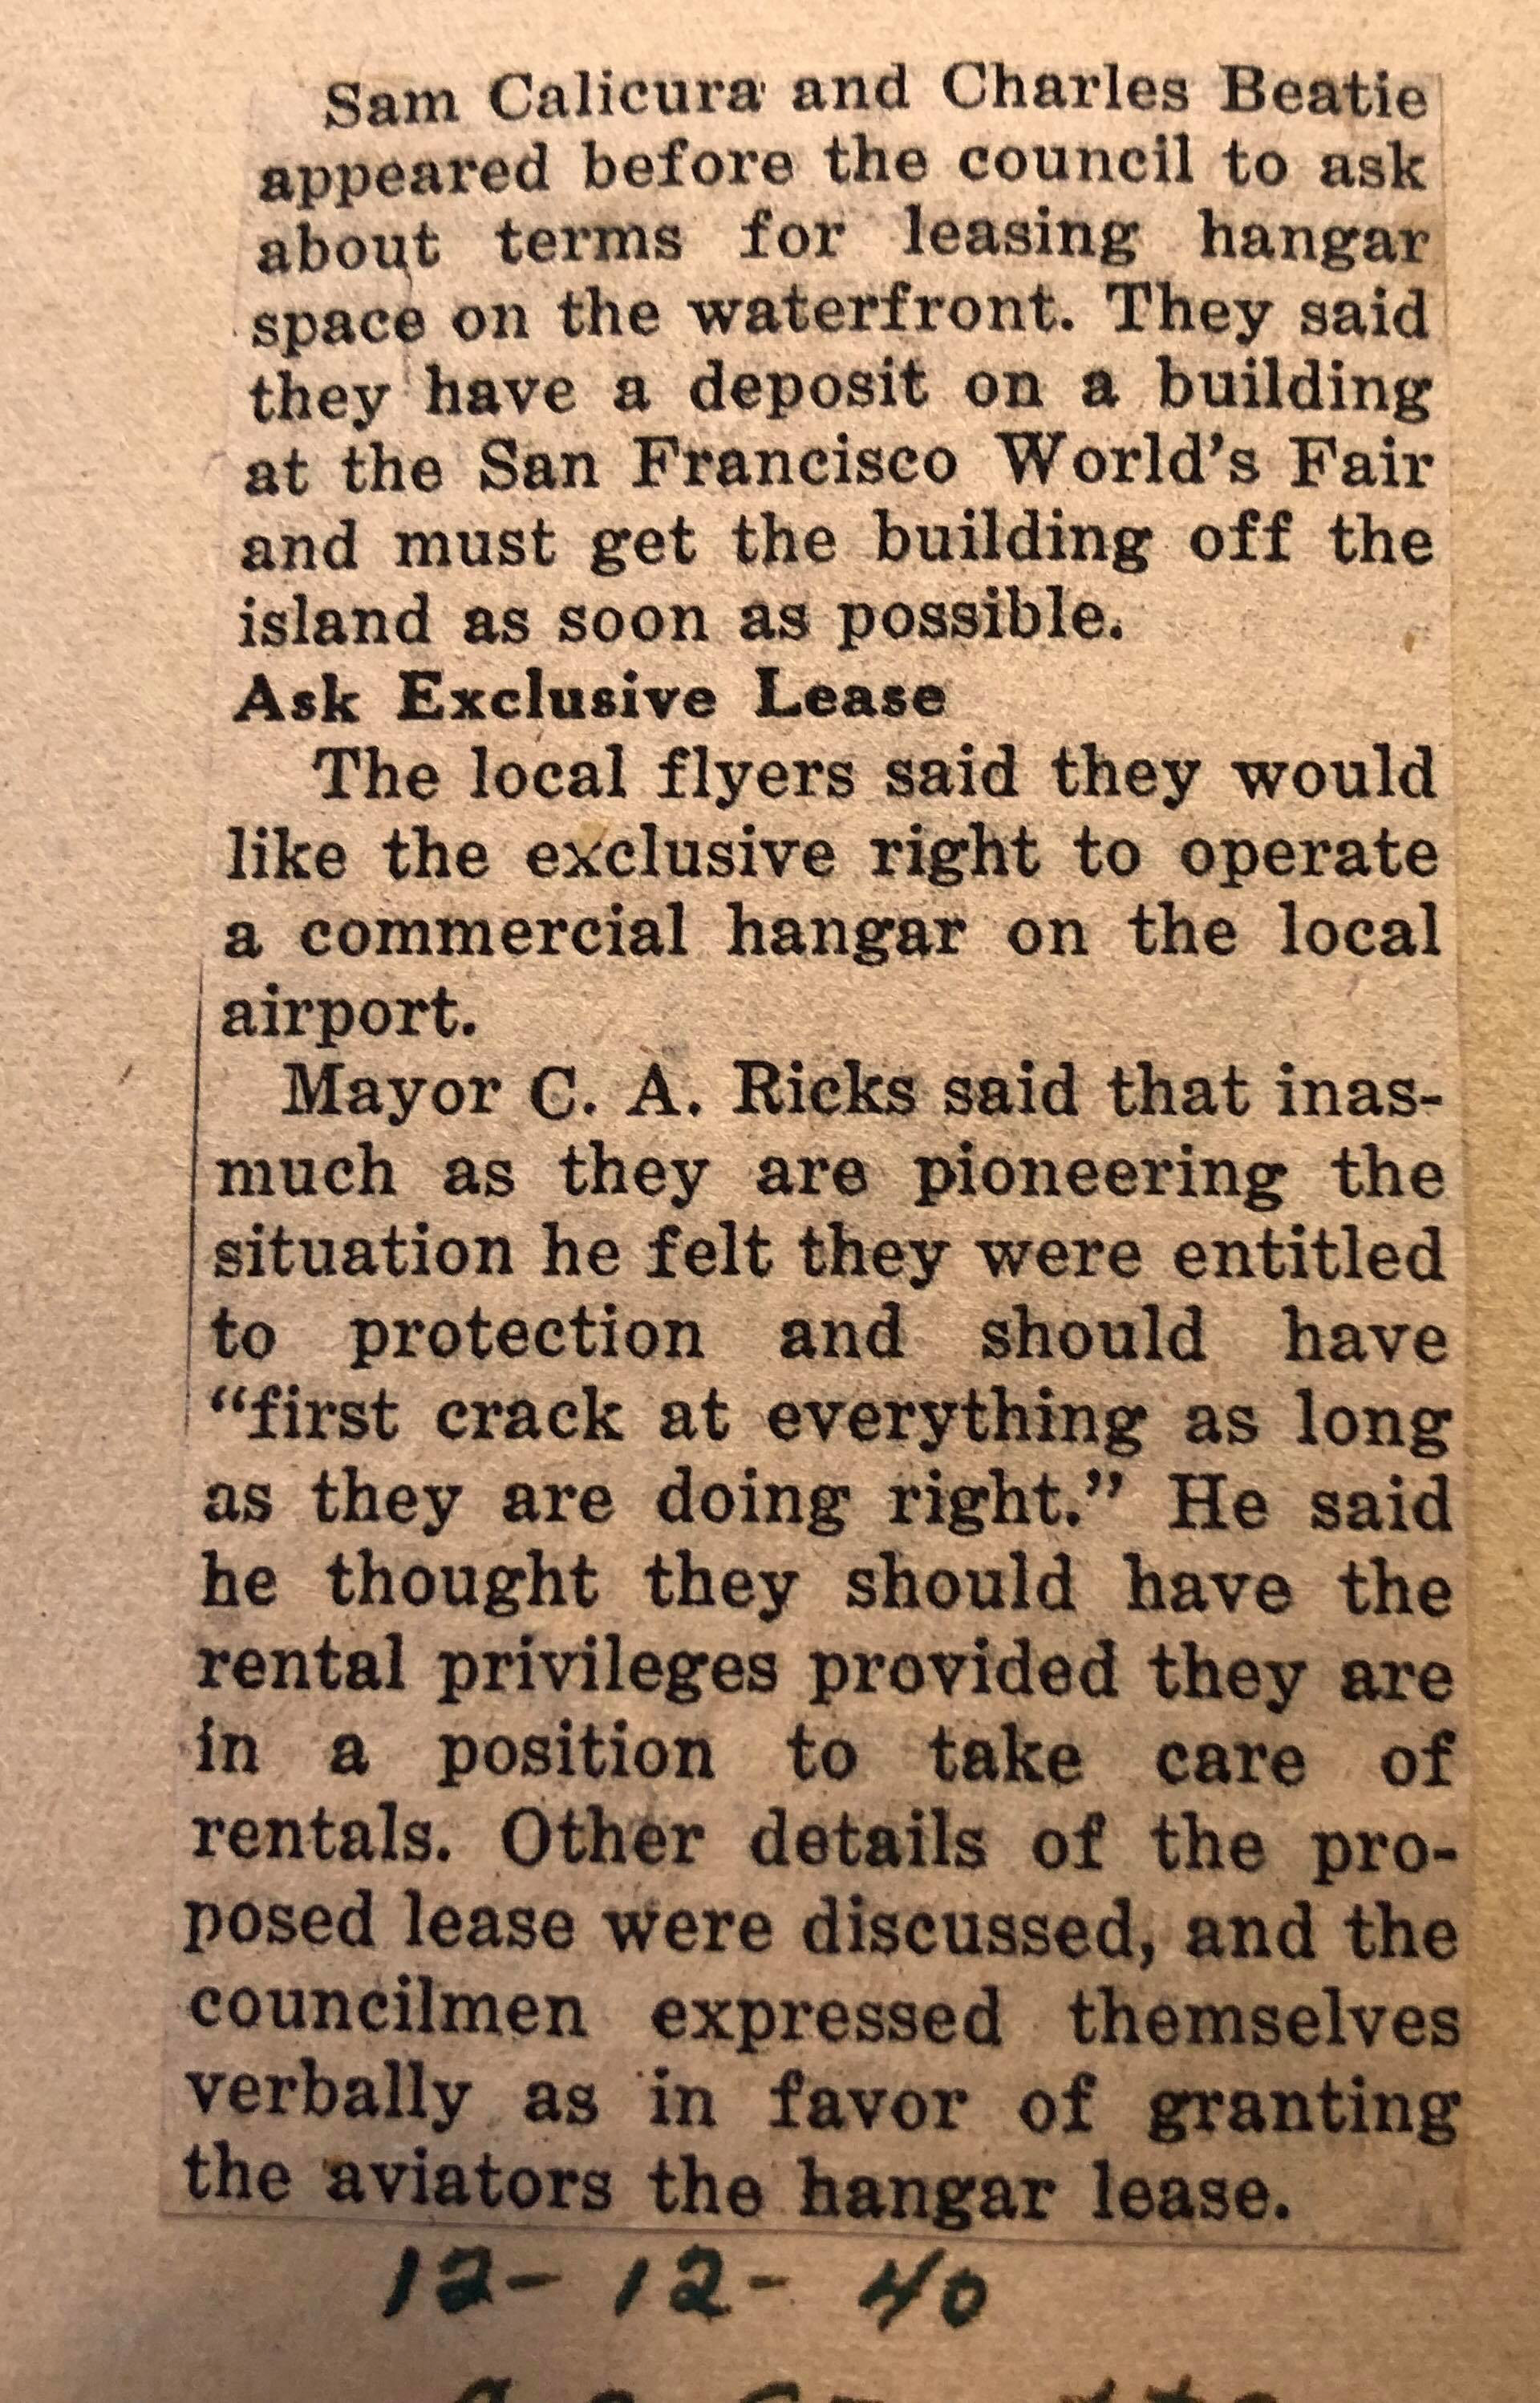 Sam Calicura and Charles Beatie
appeared before the council to ask
about terms for leasing hangar
space on the waterfront. They said
they have a deposit on a building
at the San Francisco World's Fair
and must get the building off the
island as soon as possible.
Ask Exclusive Lease
The local flyers said they would
like the exclusive right to operate
a commercial hangar on the local
airport.
Mayor C. A. Ricks said that inas-
much as they are pioneering the
situation he felt they were entitled
to protection and should have
“first crack at everything as long
as they are doing right.” He said
he thought they should have the
rental privileges provided they are
in a position to take care of
rentals. Other details of the pro-
posed lease were discussed, and the
councilmen expressed themselves
verbally as in favor of granting
the aviators the hangar lease.
12-12-40